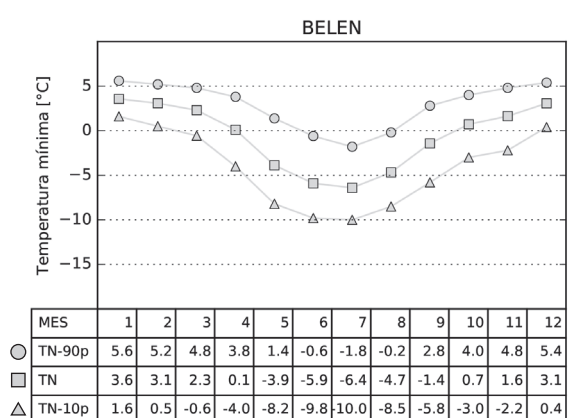 BELEN
Temperatura mínima [°C]
5
0
−5
−10
−15
MES 1 2 3 4 5 6 7 8 9 10 11 12
TN-90p 5.6 5.2 4.8 3.8 1.4 -0.6 -1.8 -0.2 2.8 4.0 4.8 5.4
TN 3.6 3.1 2.3 0.1 -3.9 -5.9 -6.4 -4.7 -1.4 0.7 1.6 3.1
TN-10p 1.6 0.5 -0.6 -4.0 -8.2 -9.8 -10.0 -8.5 -5.8 -3.0 -2.2 0.4